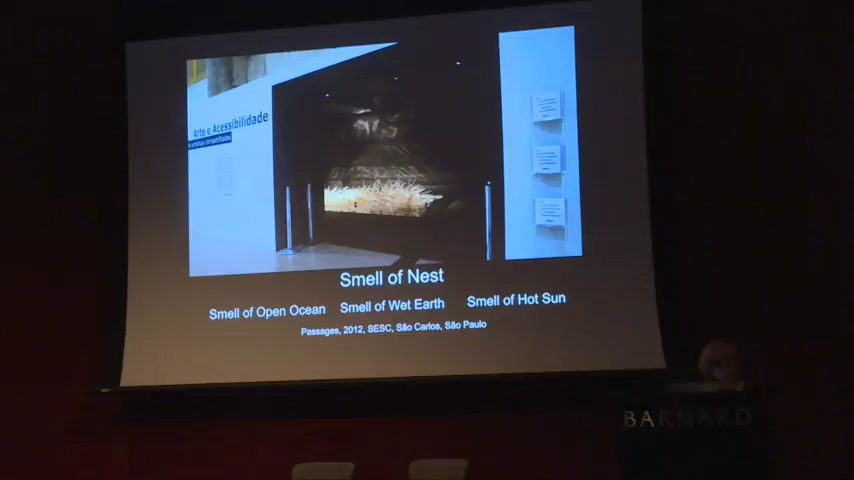 Arte e Acessibilidade
Smell of Nest
Smell of Open Ocean Smell of Wet Earth Smell of Hot Sun
Passages, 2012, SESC, São Carlos, São Paulo
BARNARD